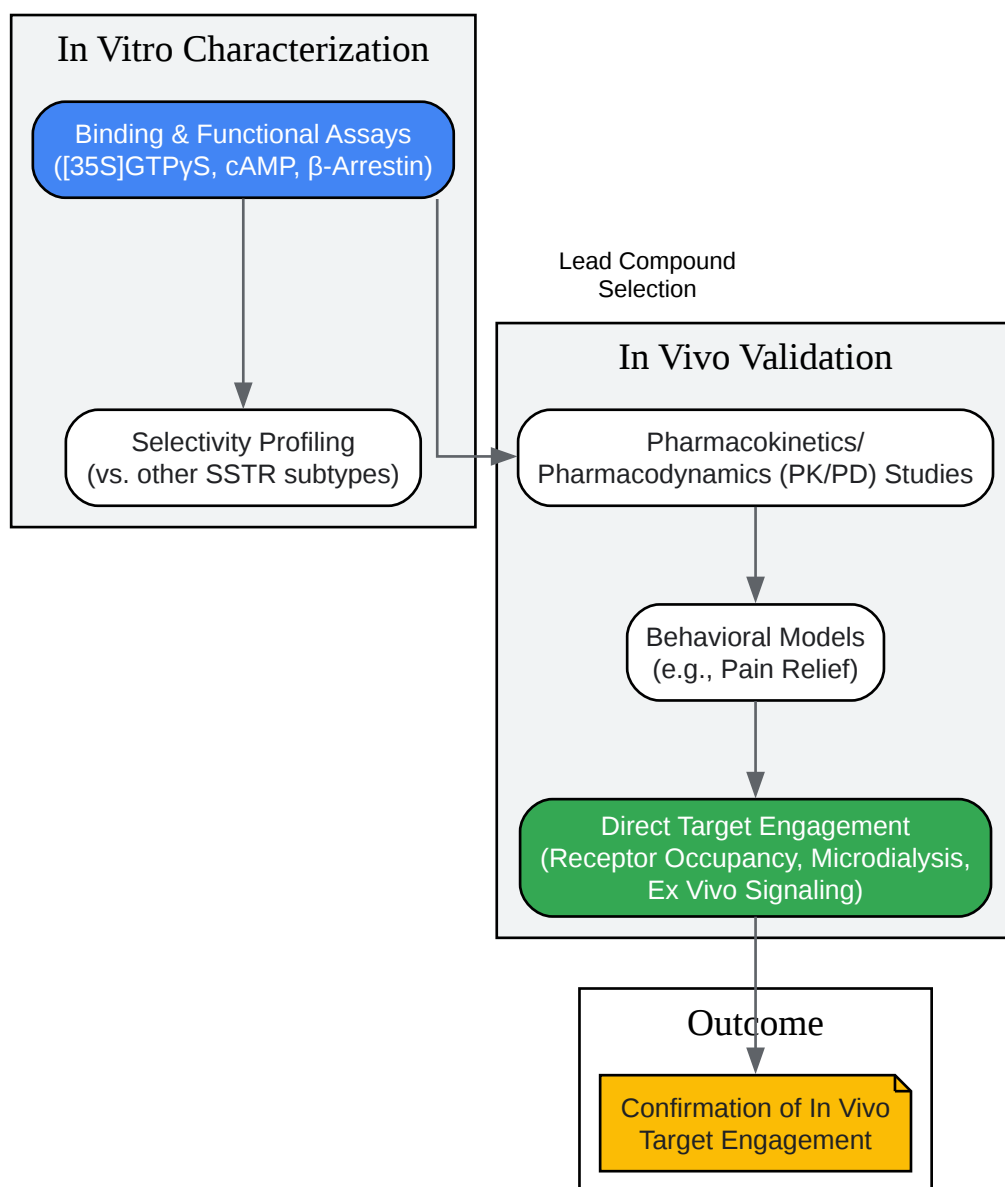 In Vitro Characterization
Binding & Functional Assays
([35S]GTPγS, cAMP, β-Arrestin)
Selectivity Profiling
(vs. other SSTR subtypes)
Lead Compound
Selection
In Vivo Validation
Pharmacokinetics/
Pharmacodynamics (PK/PD) Studies
Behavioral Models
(e.g., Pain Relief)
Direct Target Engagement
(Receptor Occupancy, Microdialysis,
Ex Vivo Signaling)
Outcome
Confirmation of In Vivo
Target Engagement